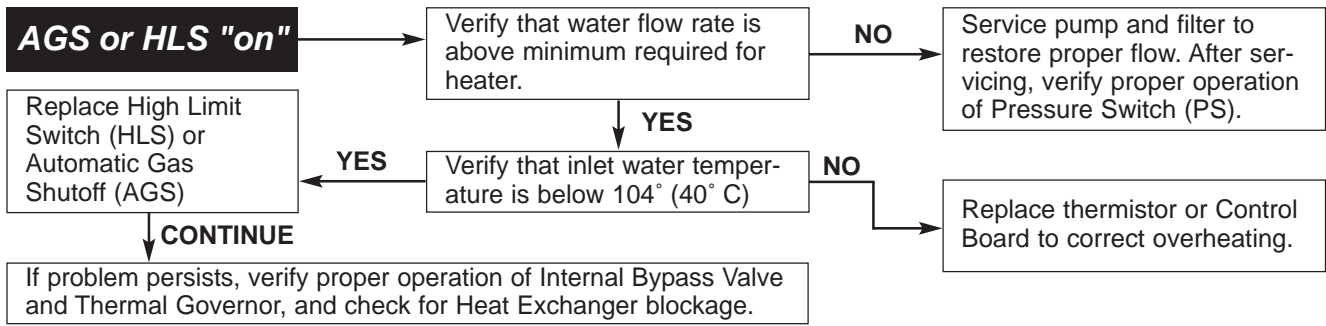 AGS or HLS "on"
Verify that water flow rate is
above minimum required for
heater.
NO
Service pump and filter to
restore proper flow. After ser-
vicing, verify proper operation
of Pressure Switch (PS).
YES
Verify that inlet water temper-
ature is below 104˚ (40˚ C)
NO
Replace thermistor or Control
Board to correct overheating.
YES
Replace High Limit
Switch (HLS) or
Automatic Gas
Shutoff (AGS)
CONTINUE
If problem persists, verify proper operation of Internal Bypass Valve
and Thermal Governor, and check for Heat Exchanger blockage.